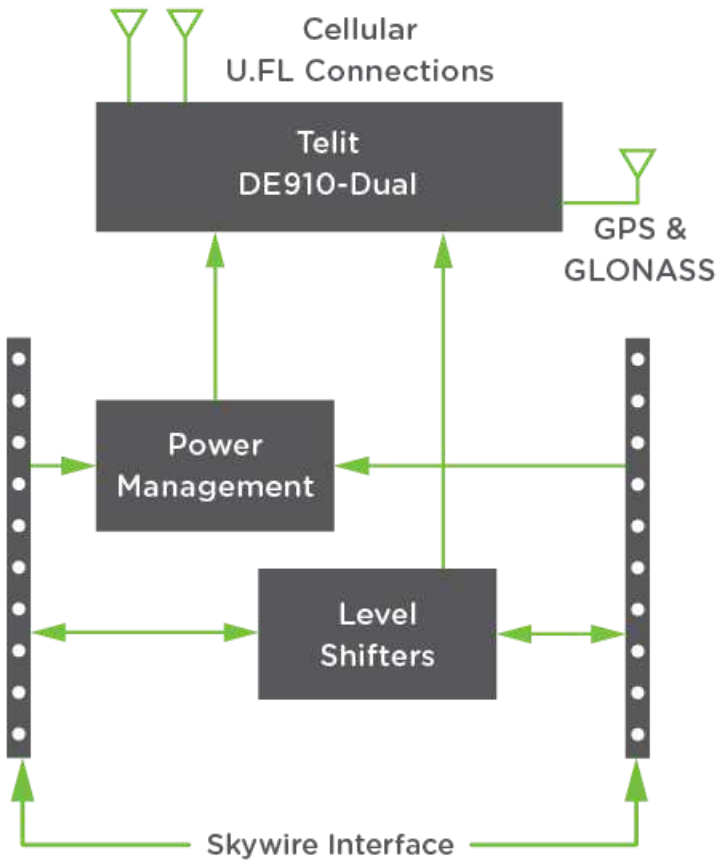 Cellular
U.FL Connections
Telit
DE910-Dual
GPS &
GLONASS
Power
Management
Level
Shifters
Skywire Interface